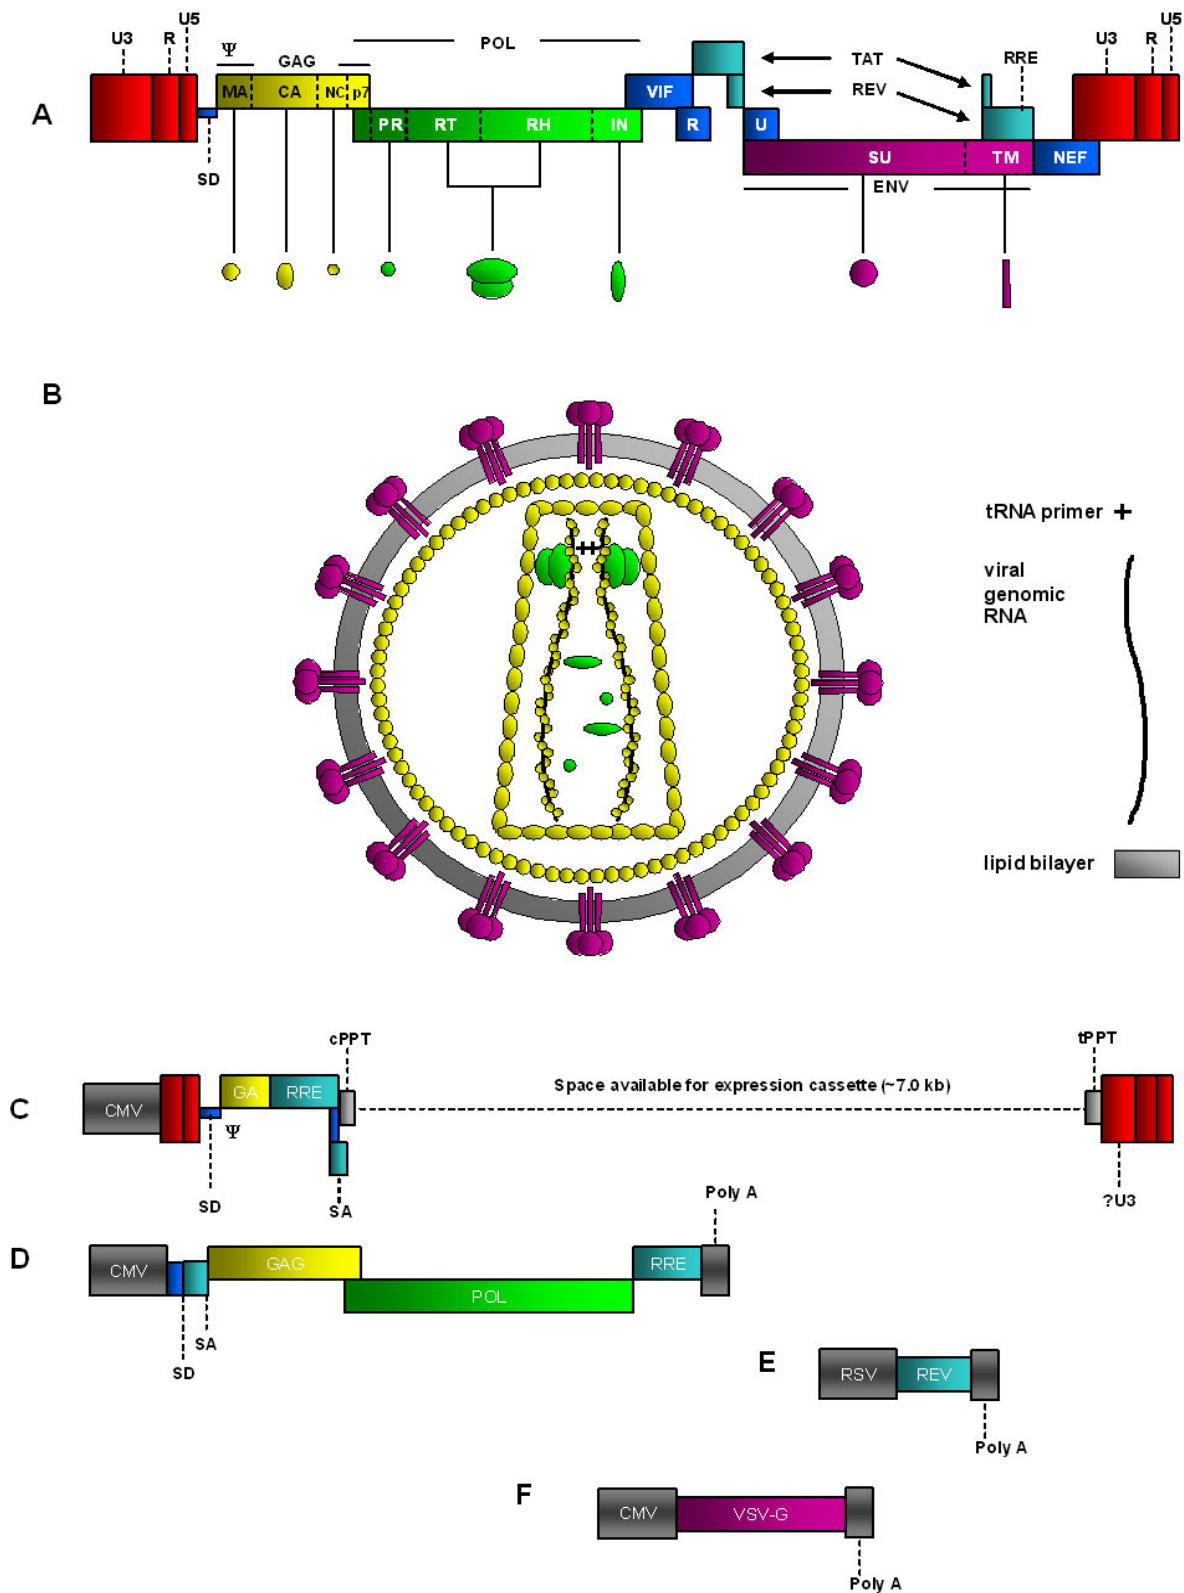 U3 R U5
Ψ GAG POL
TAT RRE U3 R U5
A MA CA NC p7 VIF REV
PR RT RH IN R U SU TM NEF
SD ENV
B
tRNA primer
viral
genomic
RNA
lipid bilayer
C cPPT tPPT
CMV GA RRE Space available for expression cassette (~7.0 kb)
Ψ
SD SA ?U3
D Poly A
CMV GAG RRE
POL
SA
SD
E RSV REV
Poly A
F CMV VSV-G
Poly A